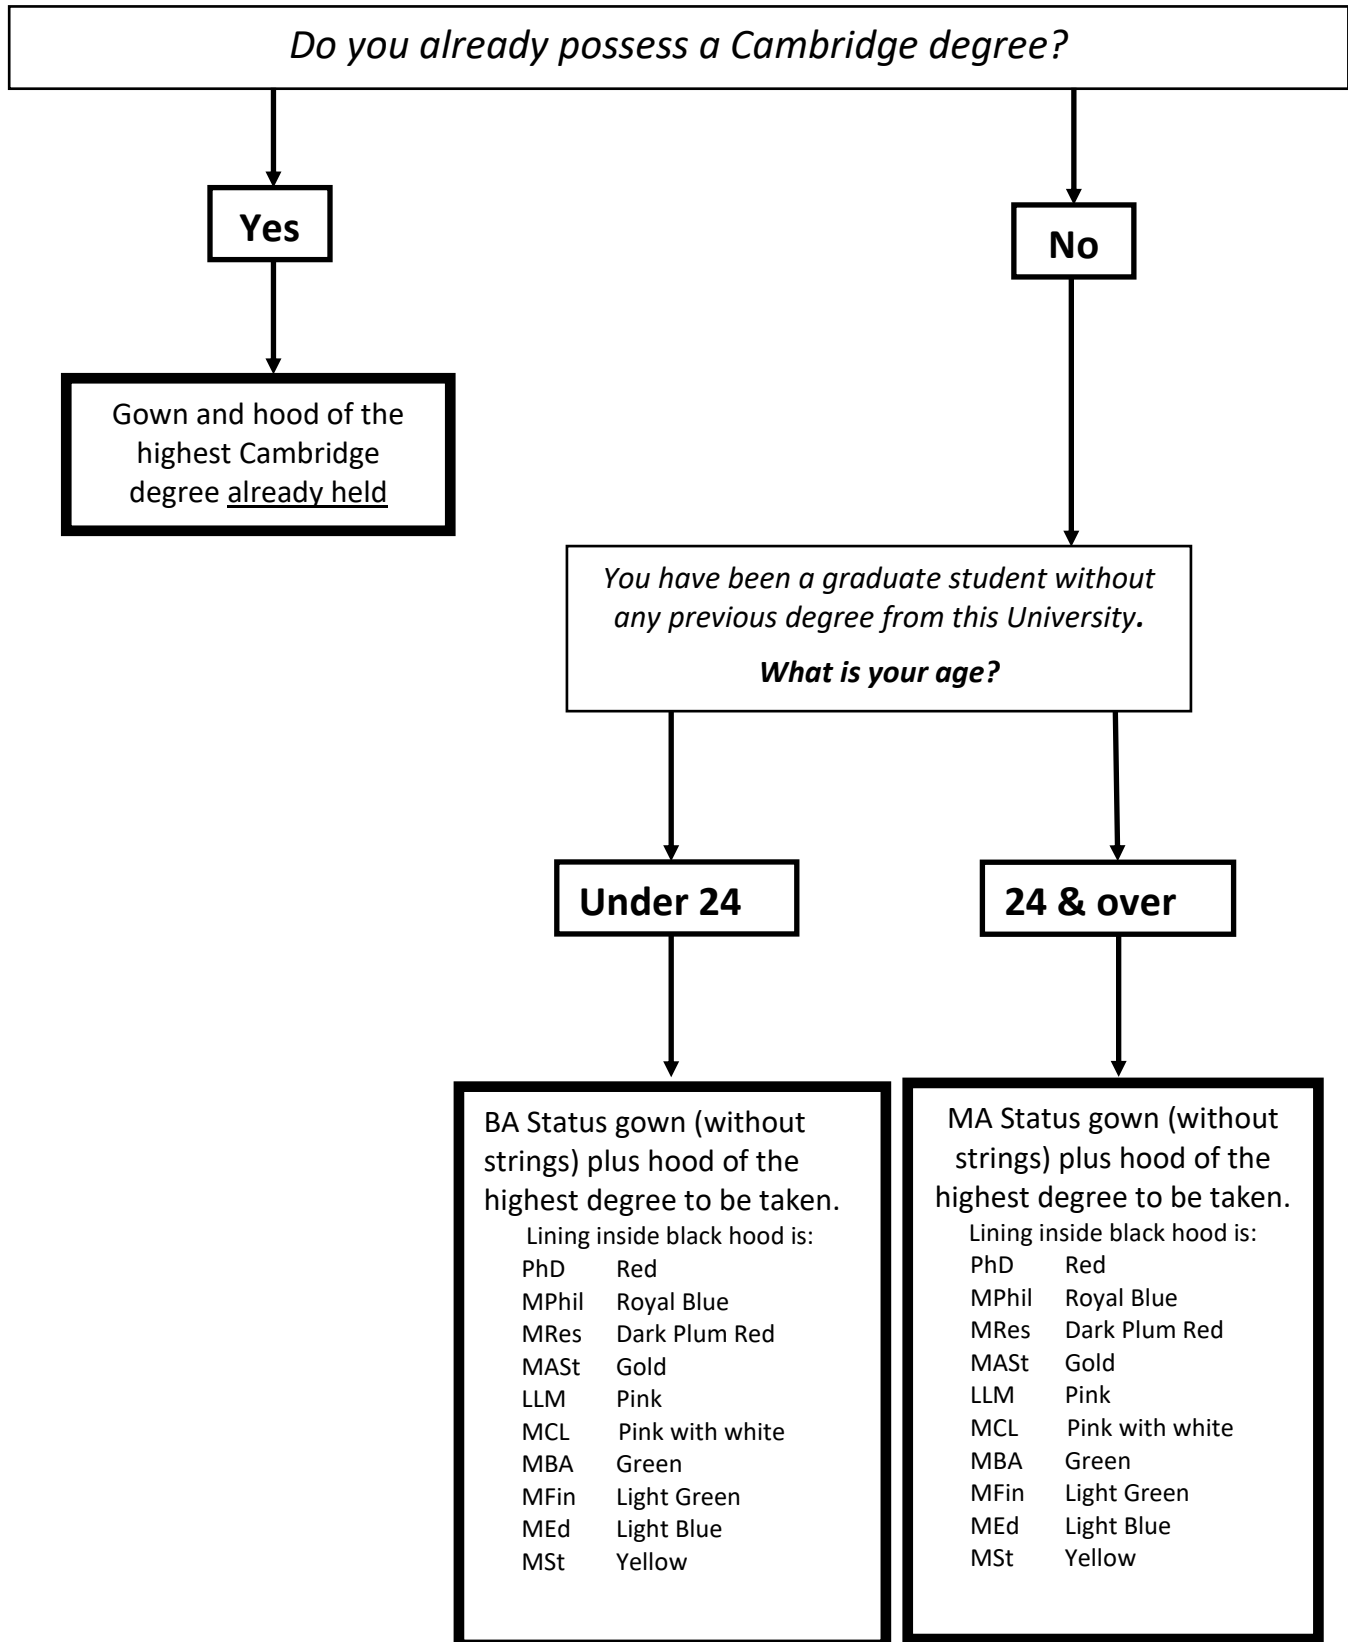 Do you already possess a Cambridge degree?
Yes
No
Gown and hood of the
highest Cambridge
degree already held
You have been a graduate student without
any previous degree from this University.
What is your age?
Under 24
24 & over
BA Status gown (without
strings) plus hood of the
highest degree to be taken.
Lining inside black hood is:
PhD Red
MPhil Royal Blue
MRes Dark Plum Red
MASt Gold
LLM Pink
MCL Pink with white
MBA Green
MFin Light Green
MEd Light Blue
MSt Yellow
MA Status gown (without
strings) plus hood of the
highest degree to be taken.
Lining inside black hood is:
PhD Red
MPhil Royal Blue
MRes Dark Plum Red
MASt Gold
LLM Pink
MCL Pink with white
MBA Green
MFin Light Green
MEd Light Blue
MSt Yellow